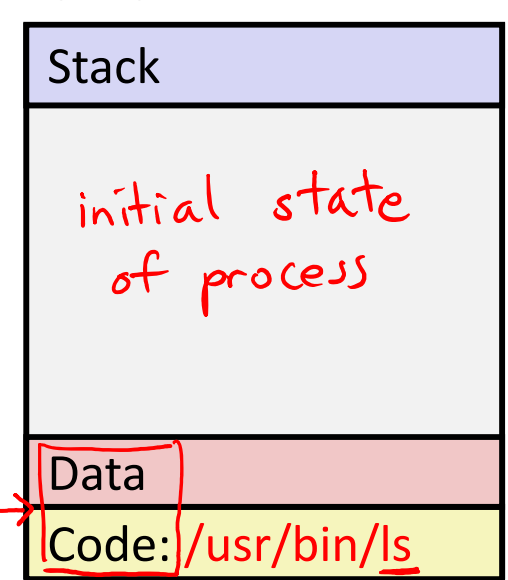 Stack
initial state
of process
Data
Code: /usr/bin/ls